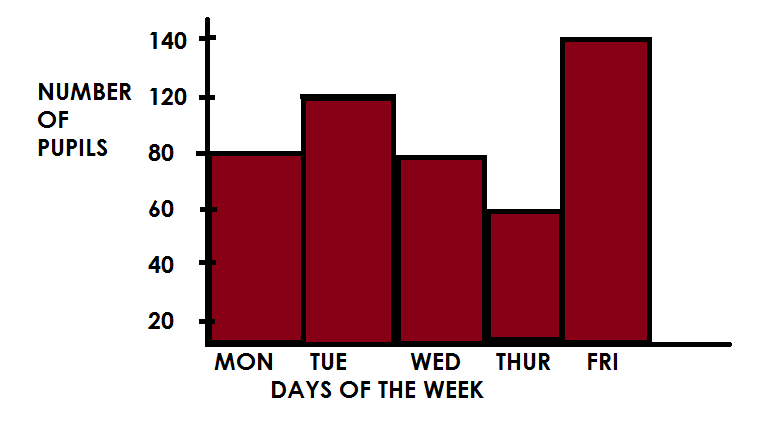 140
NUMBER
OF
PUPILS
120
80
60
40
20
MON TUE WED THUR FRI
DAYS OF THE WEEK